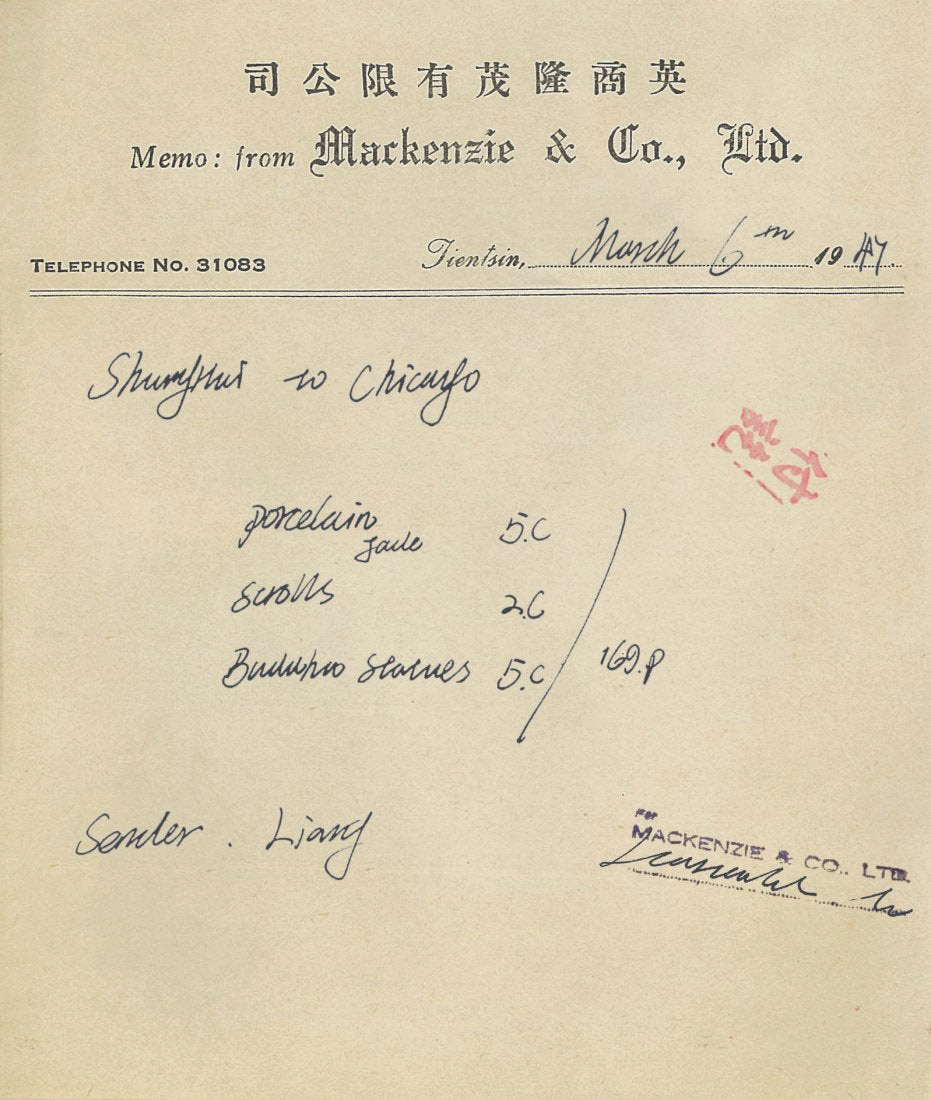 司公限有茂隆商英
Memo: from Mackenzie & Co., Ltd.
TELEPHONE No. 31083
Tientsin, March 6th 1947.
Shanghai to Chicago
porcelain
jade 5.C
scrolls 2.C
Buddha statues 5.C
169.P
Sender. Liang
For
MACKENZIE & CO., LTD.